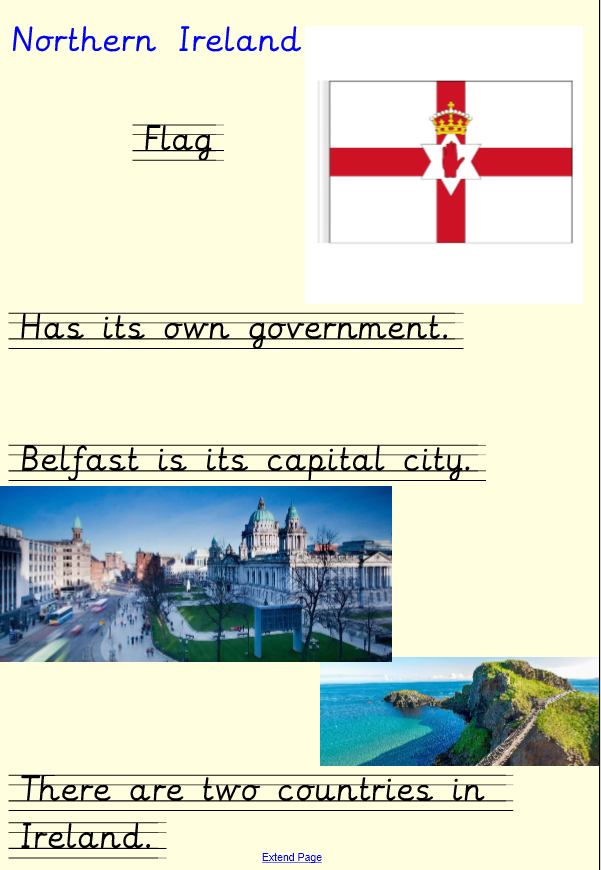 Northern Ireland
Flag
Has its own government.
Belfast is its capital city.
There are two countries in
Ireland.
Extend Page